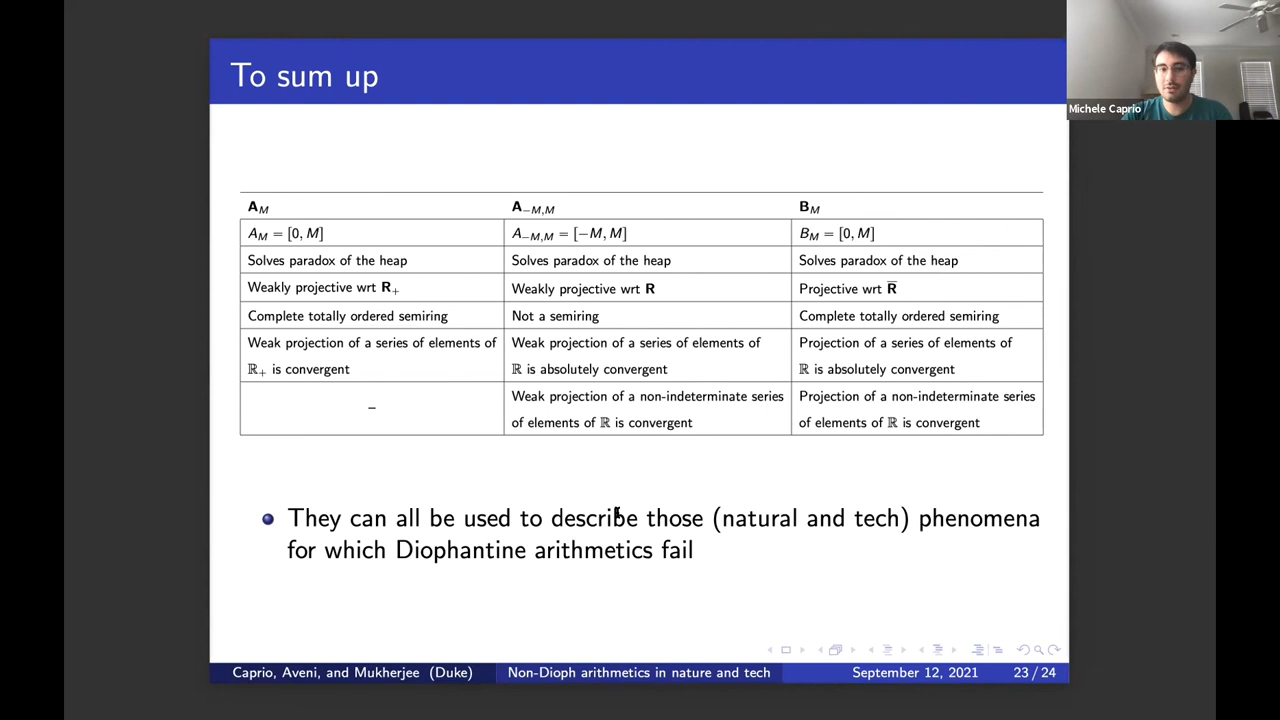 To sum up
Michele Caprio
A_M A_{−M,M} B_M
A_M = [0, M] A_{−M,M} = [−M, M] B_M = [0, M]
Solves paradox of the heap Solves paradox of the heap Solves paradox of the heap
Weakly projective wrt R₊ Weakly projective wrt R Projective wrt R̅
Complete totally ordered semiring Not a semiring Complete totally ordered semiring
Weak projection of a series of elements of Weak projection of a series of elements of Projection of a series of elements of
ℝ₊ is convergent ℝ is absolutely convergent ℝ is absolutely convergent
– Weak projection of a non-indeterminate series Projection of a non-indeterminate series
of elements of ℝ is convergent of elements of ℝ is convergent
They can all be used to describe those (natural and tech) phenomena
for which Diophantine arithmetics fail
Caprio, Aveni, and Mukherjee (Duke) Non-Dioph arithmetics in nature and tech September 12, 2021 23 / 24